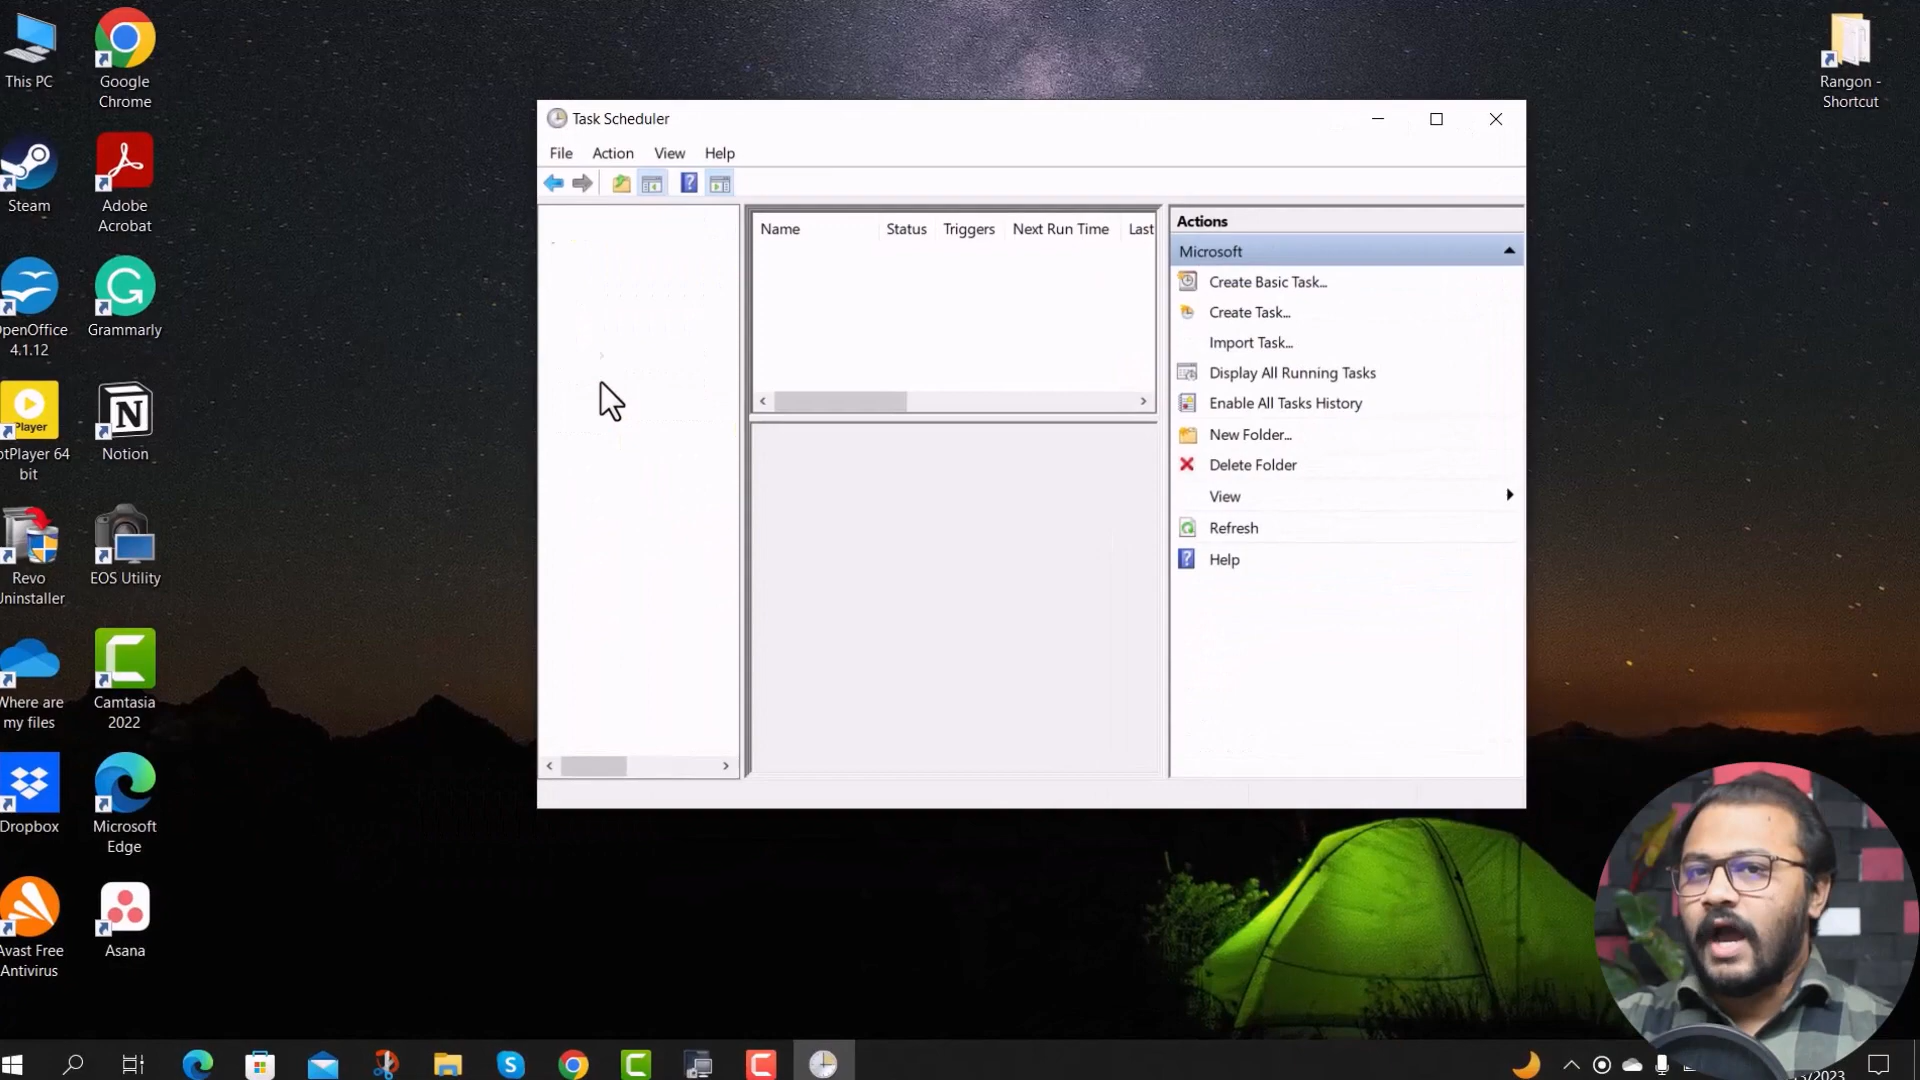 This PC
Google
Chrome
Rangon -
Shortcut
Steam
Adobe
Acrobat
OpenOffice
4.1.12
Grammarly
Player
otPlayer 64
bit
Notion
Revo
Uninstaller
EOS Utility
Where are
my files
Camtasia
2022
Dropbox
Microsoft
Edge
Avast Free
Antivirus
Asana
Task Scheduler
File Action View Help
Name Status Triggers Next Run Time Last
Actions
Microsoft
Create Basic Task...
Create Task...
Import Task...
Display All Running Tasks
Enable All Tasks History
New Folder...
Delete Folder
View
Refresh
Help